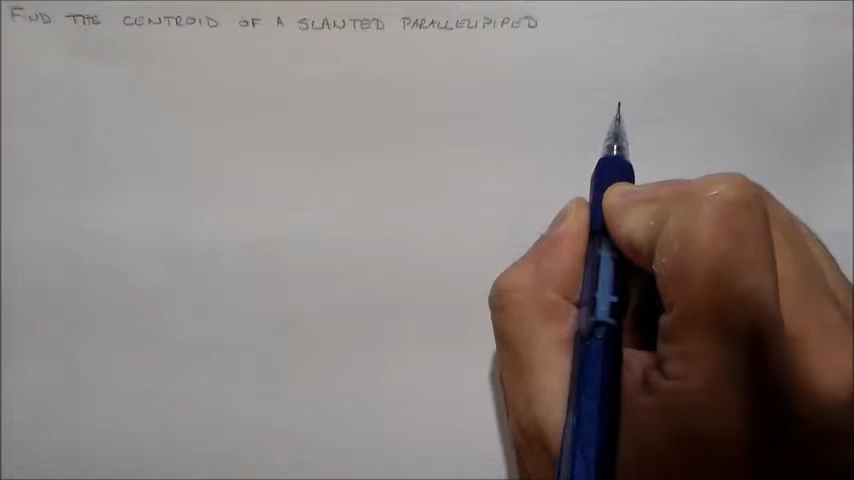 FIND THE CENTROID OF A SLANTED PARALLELIPIPED